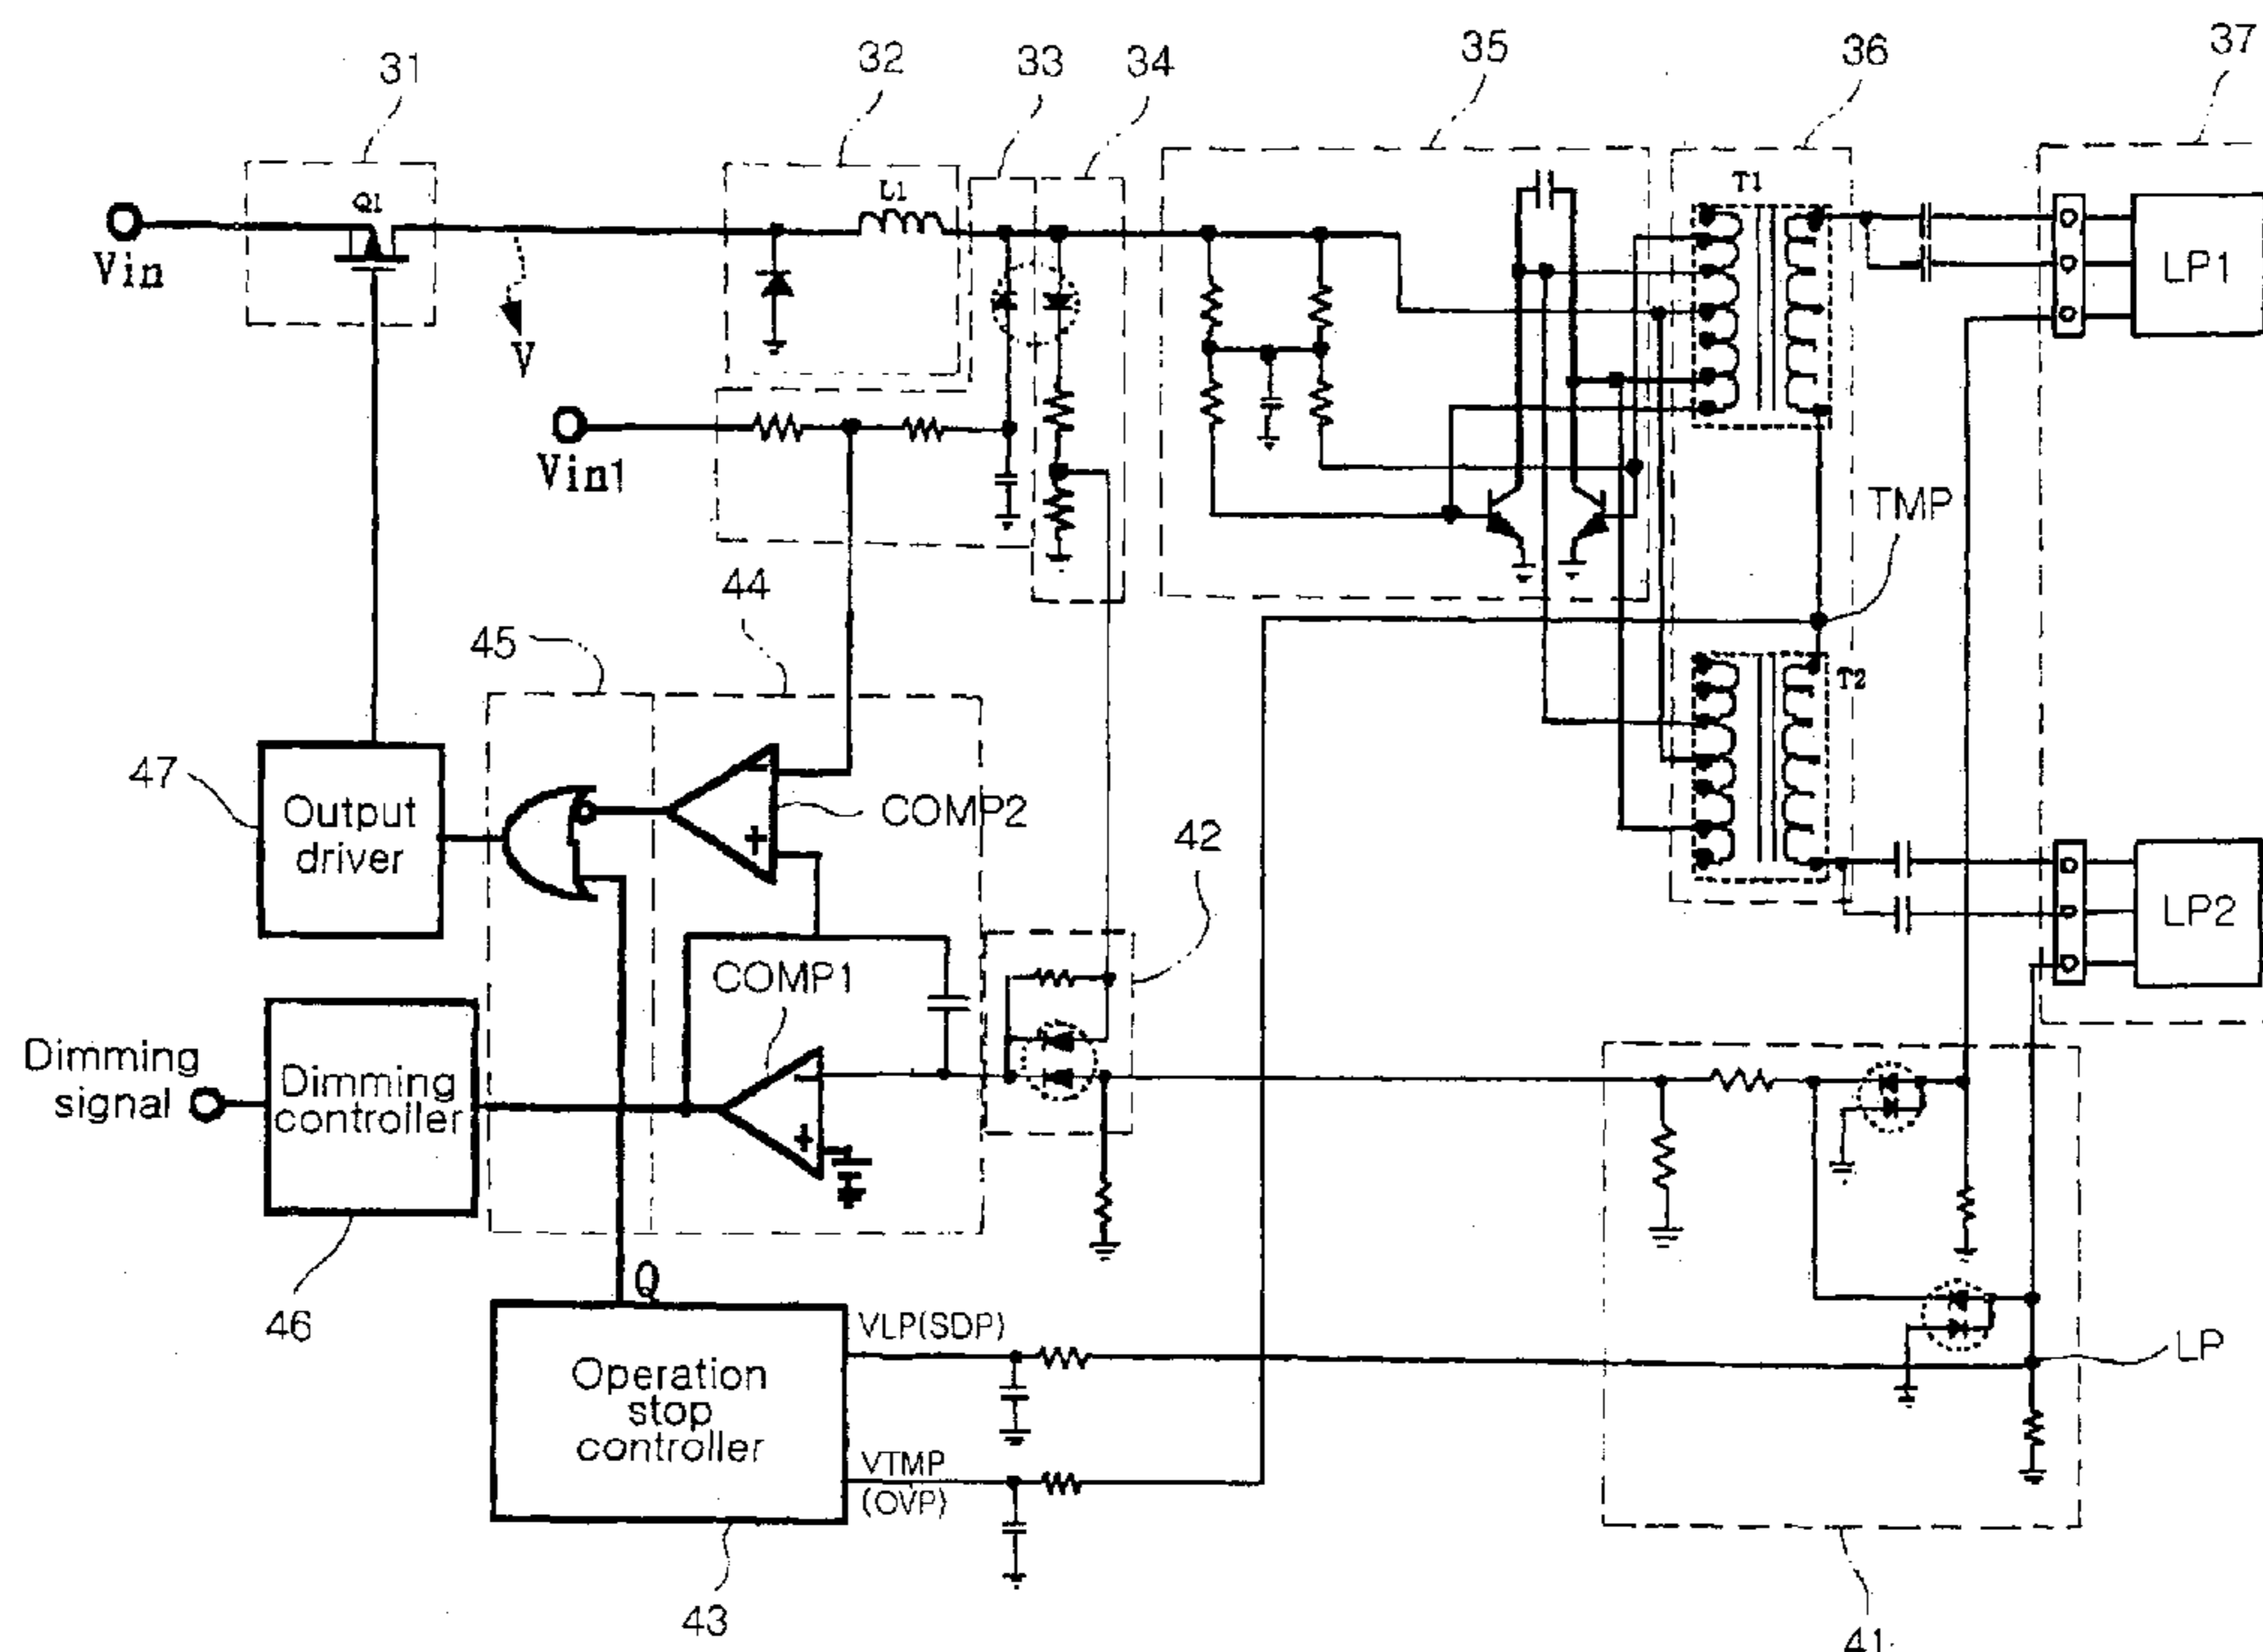 31
32
33
34
35
36
37
Q1
L1
T1
Vin
V
LP1
Vin1
TMP
44
45
T2
47
Output
driver
COMP2
42
LP2
COMP1
Dimming
signal
Dimming
controller
Q
46
VLP(SDP)
LP
Operation
stop
controller
VTMP
(OVP)
43
41